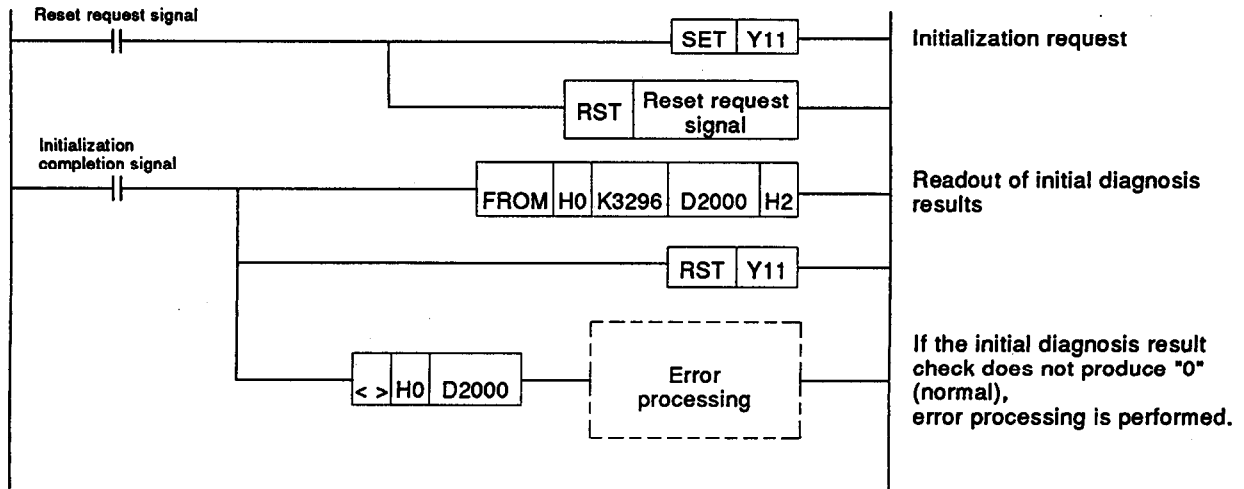 Reset request signal
SET Y11
Initialization request
RST Reset request
signal
Initialization
completion signal
FROM H0 K3296 D2000 H2
Readout of initial diagnosis
results
RST Y11
< > H0 D2000
Error
processing
If the initial diagnosis result
check does not produce "0"
(normal),
error processing is performed.